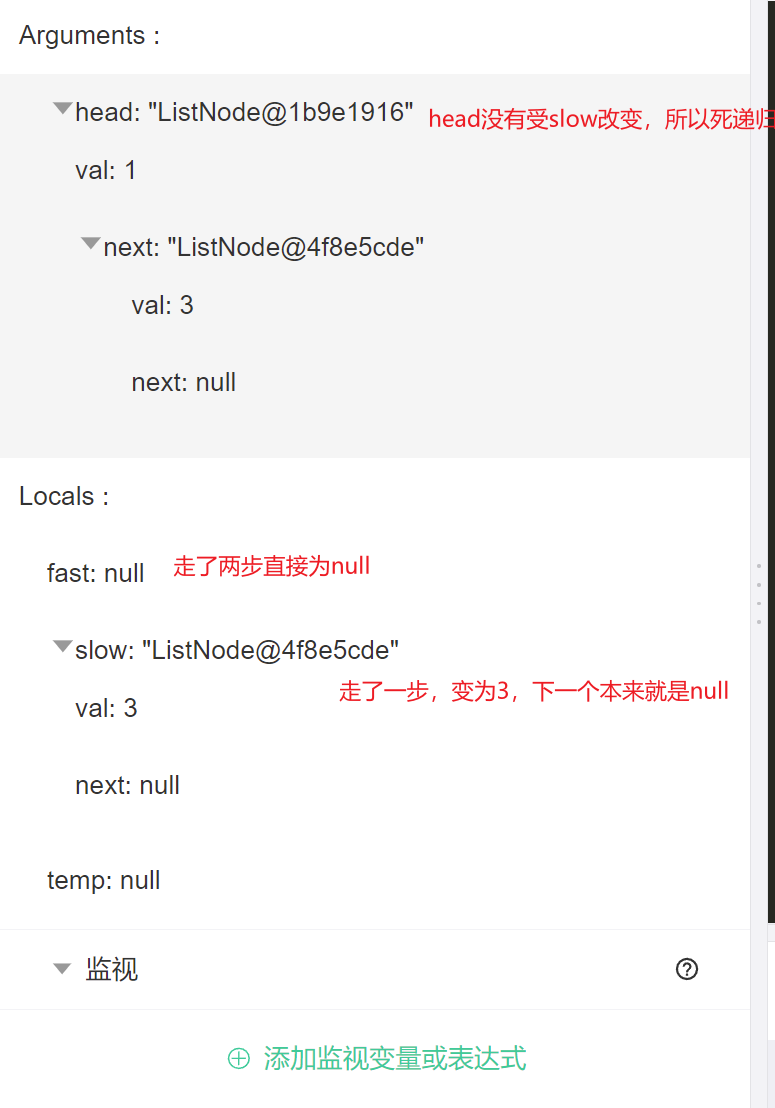 Arguments :
head: "ListNode@1b9e1916" head没有受slow改变，所以死递归
val: 1
next: "ListNode@4f8e5cde"
val: 3
next: null
Locals :
fast: null 走了两步直接为null
slow: "ListNode@4f8e5cde"
走了一步，变为3，下一个本来就是null
val: 3
next: null
temp: null
监视
添加监视变量或表达式